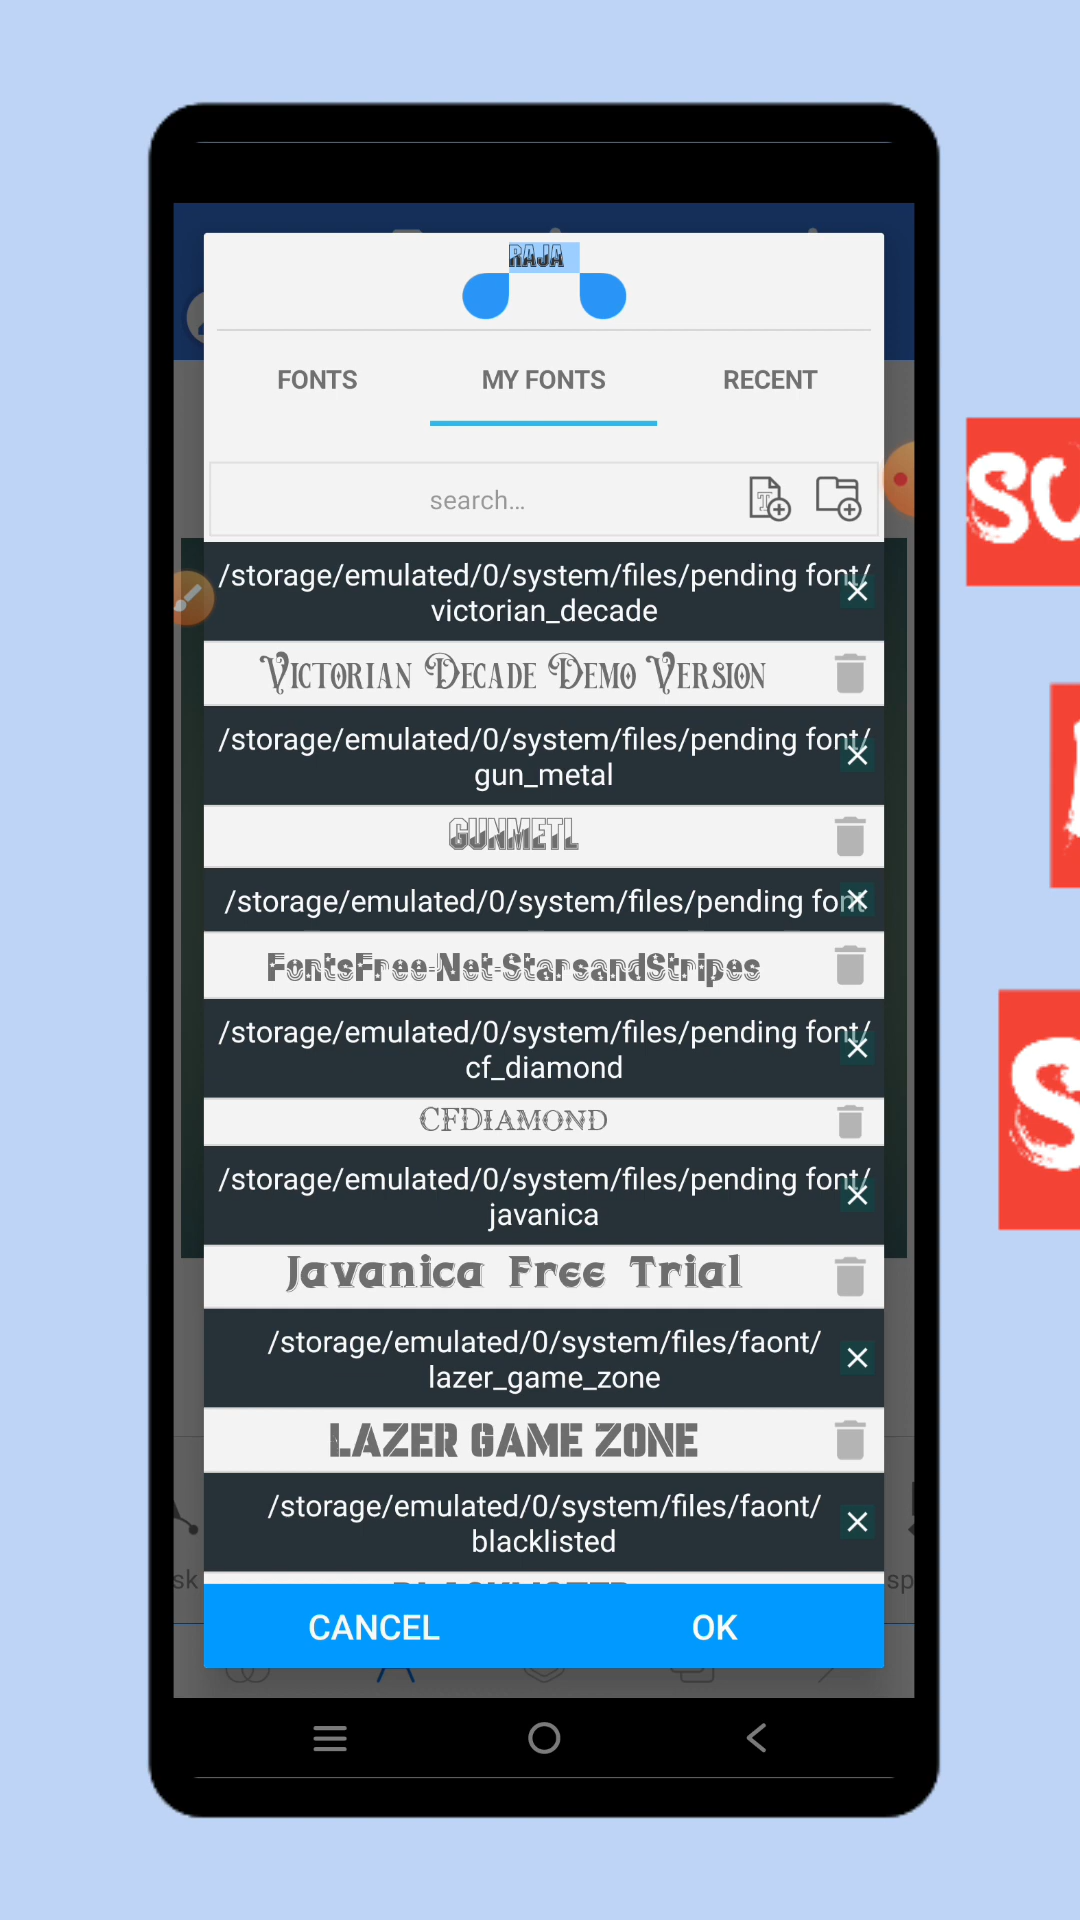 RAJA
FONTS MY FONTS RECENT
search...
/storage/emulated/0/system/files/pending font/
victorian_decade
Victorian Decade Demo Version
/storage/emulated/0/system/files/pending font/
gun_metal
GUNMETL
/storage/emulated/0/system/files/pending font
FontsFree-Net-StarsandStripes
/storage/emulated/0/system/files/pending font/
cf_diamond
CFDiamond
/storage/emulated/0/system/files/pending font/
javanica
Javanica Free Trial
/storage/emulated/0/system/files/faont/
lazer_game_zone
LAZER GAME ZONE
/storage/emulated/0/system/files/faont/
blacklisted
CANCEL OK